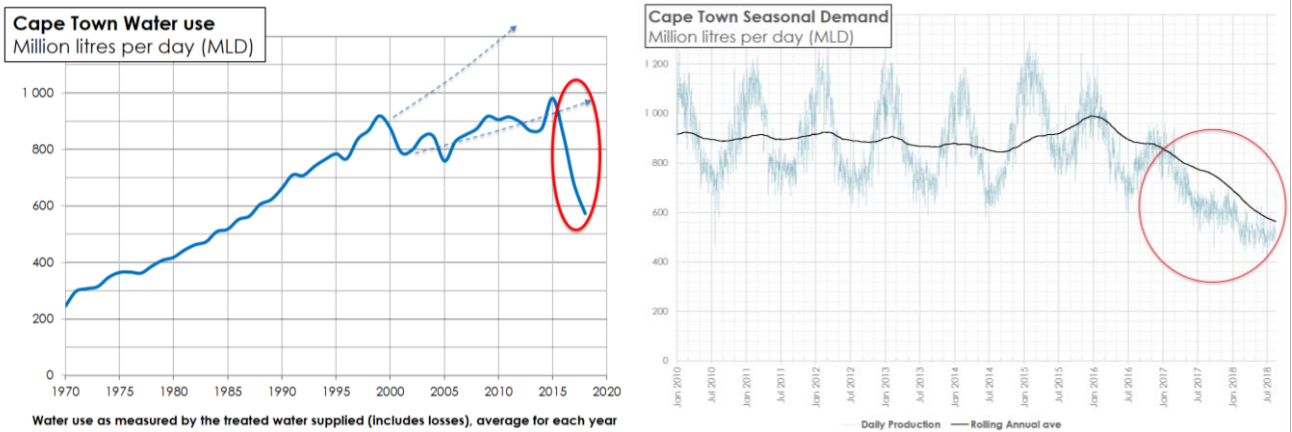 Cape Town Water use
Million litres per day (MLD)
1 000
800
600
400
200
0
1970 1975 1980 1985 1990 1995 2000 2005 2010 2015 2020
Water use as measured by the treated water supplied (includes losses), average for each year
Cape Town Seasonal Demand
Million litres per day (MLD)
1 200
1 000
800
600
400
200
0
Jan 2010 Jul 2010 Jan 2011 Jul 2011 Jan 2012 Jul 2012 Jan 2013 Jul 2013 Jan 2014 Jul 2014 Jan 2015 Jul 2015 Jan 2016 Jul 2016 Jan 2017 Jul 2017 Jan 2018 Jul 2018
Daily Production Rolling Annual ave